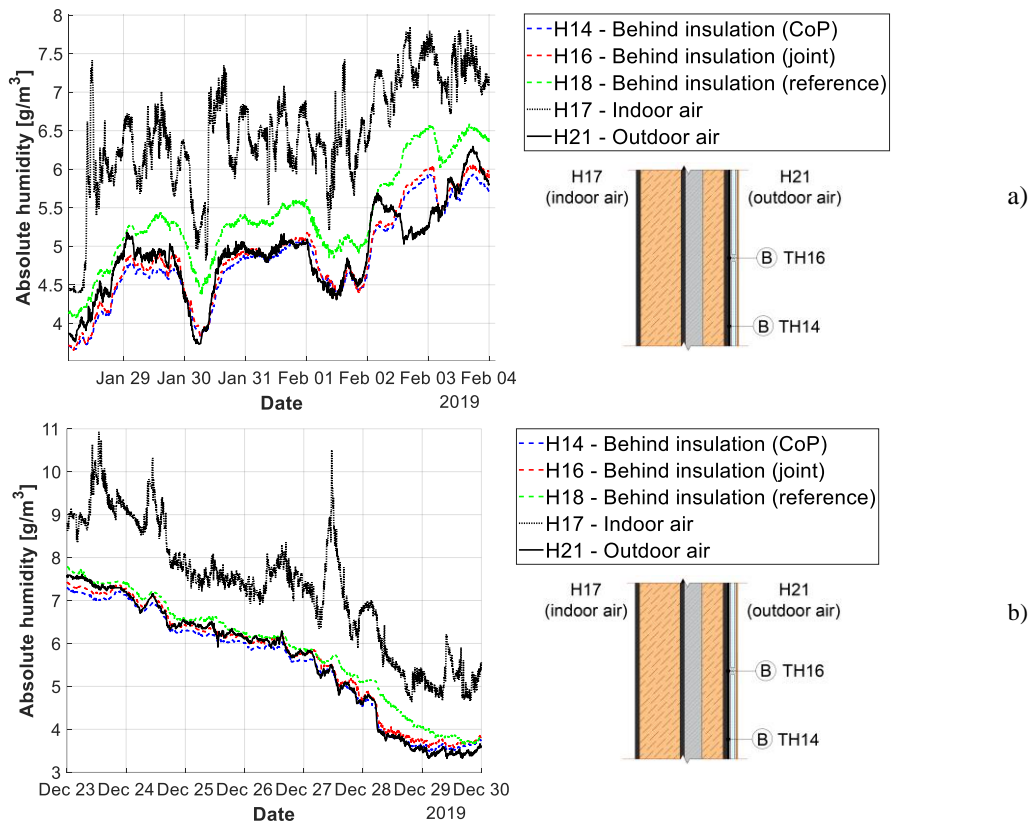 8
7.5
7
6.5
6
5.5
5
4.5
4
Absolute humidity [g/m³]
Jan 29 Jan 30 Jan 31 Feb 01 Feb 02 Feb 03 Feb 04
Date
2019
H14 - Behind insulation (CoP)
H16 - Behind insulation (joint)
H18 - Behind insulation (reference)
H17 - Indoor air
H21 - Outdoor air
H17
(indoor air)
H21
(outdoor air)
B TH16
B TH14
a)
11
10
9
8
7
6
5
4
3
Absolute humidity [g/m³]
Dec 23 Dec 24 Dec 25 Dec 26 Dec 27 Dec 28 Dec 29 Dec 30
Date
2019
H14 - Behind insulation (CoP)
H16 - Behind insulation (joint)
H18 - Behind insulation (reference)
H17 - Indoor air
H21 - Outdoor air
H17
(indoor air)
H21
(outdoor air)
B TH16
B TH14
b)